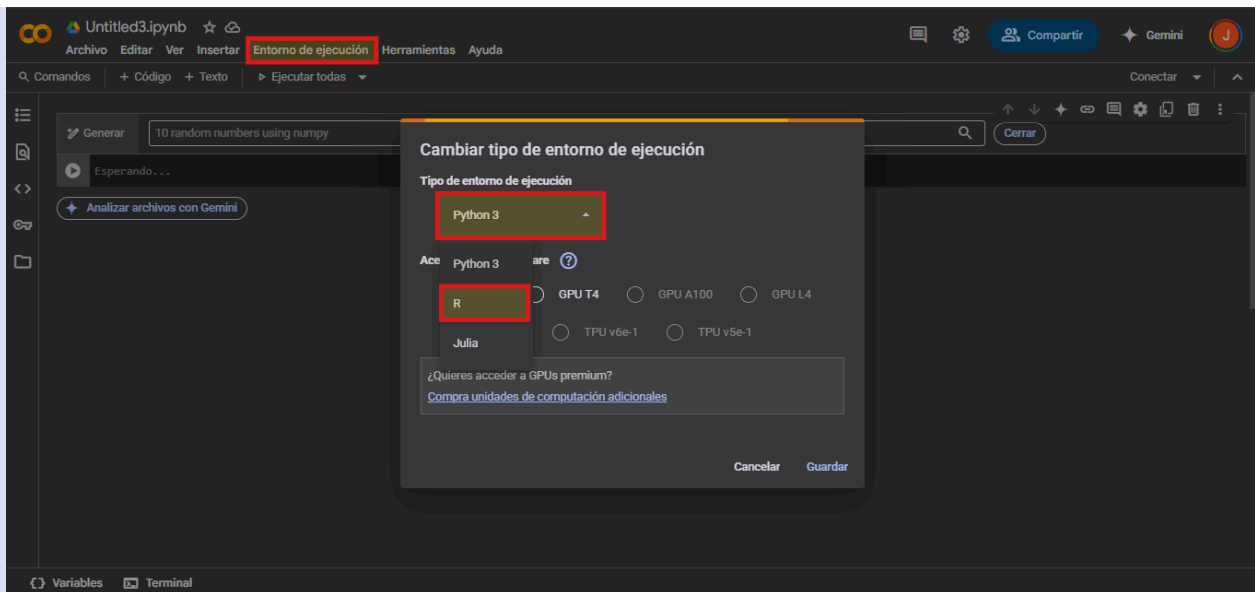 CO Untitled3.ipynb
Archivo Editar Ver Insertar Entorno de ejecución Herramientas Ayuda
Compartir Gemini J
Comandos + Código + Texto Ejecutar todas Conectar
Generar 10 random numbers using numpy Cerrar
Esperando...
Analizar archivos con Gemini
Cambiar tipo de entorno de ejecución
Tipo de entorno de ejecución
Python 3
Ace are ?
Python 3
R
Julia
GPU T4 GPU A100 GPU L4
TPU v6e-1 TPU v5e-1
¿Quieres acceder a GPUs premium?
Compra unidades de computación adicionales
Cancelar Guardar
{} Variables Terminal